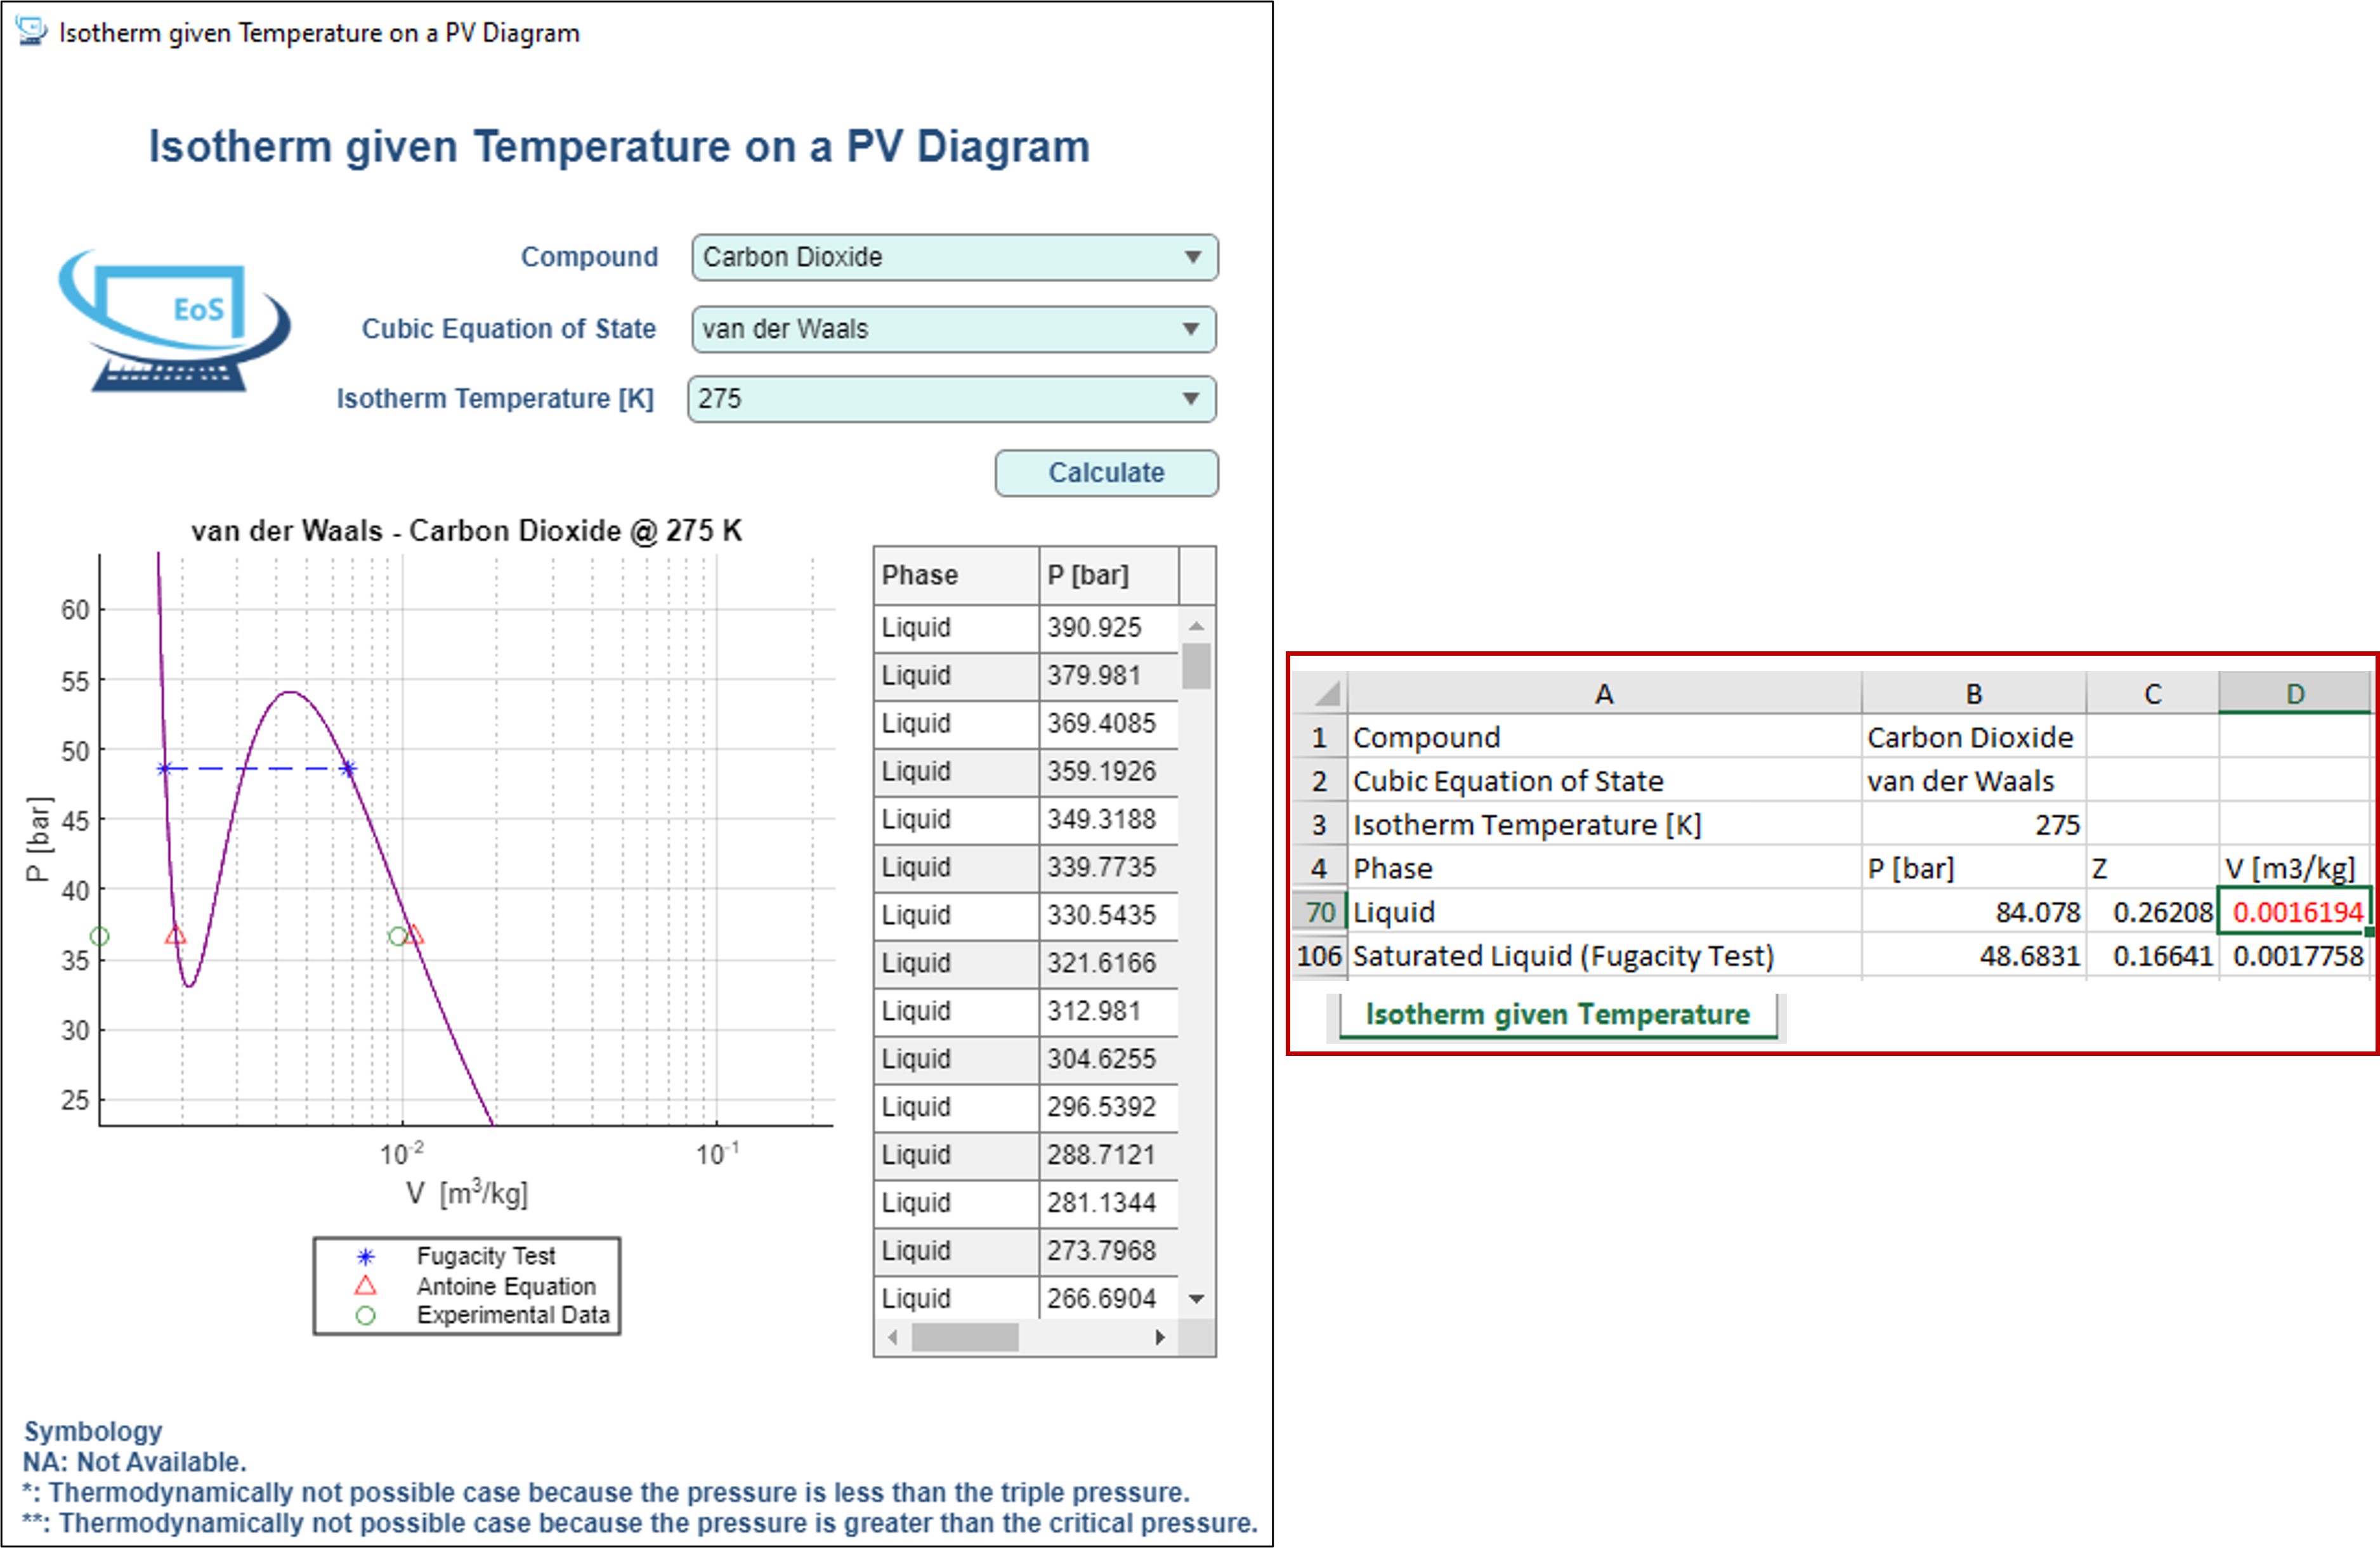 Isotherm given Temperature on a PV Diagram
Isotherm given Temperature on a PV Diagram
EoS
Compound Carbon Dioxide
Cubic Equation of State van der Waals
Isotherm Temperature [K] 275
Calculate
van der Waals - Carbon Dioxide @ 275 K
60
55
50
45
40
35
30
25
P [bar]
10-2 10-1
V [m3/kg]
Fugacity Test
Antoine Equation
Experimental Data
Phase P [bar]
Liquid 390.925
Liquid 379.981
Liquid 369.4085
Liquid 359.1926
Liquid 349.3188
Liquid 339.7735
Liquid 330.5435
Liquid 321.6166
Liquid 312.981
Liquid 304.6255
Liquid 296.5392
Liquid 288.7121
Liquid 281.1344
Liquid 273.7968
Liquid 266.6904
Symbology
NA: Not Available.
*: Thermodynamically not possible case because the pressure is less than the triple pressure.
**: Thermodynamically not possible case because the pressure is greater than the critical pressure.
A B C D
1 Compound Carbon Dioxide
2 Cubic Equation of State van der Waals
3 Isotherm Temperature [K] 275
4 Phase P [bar] Z V [m3/kg]
70 Liquid 84.078 0.26208 0.0016194
106 Saturated Liquid (Fugacity Test) 48.6831 0.16641 0.0017758
Isotherm given Temperature